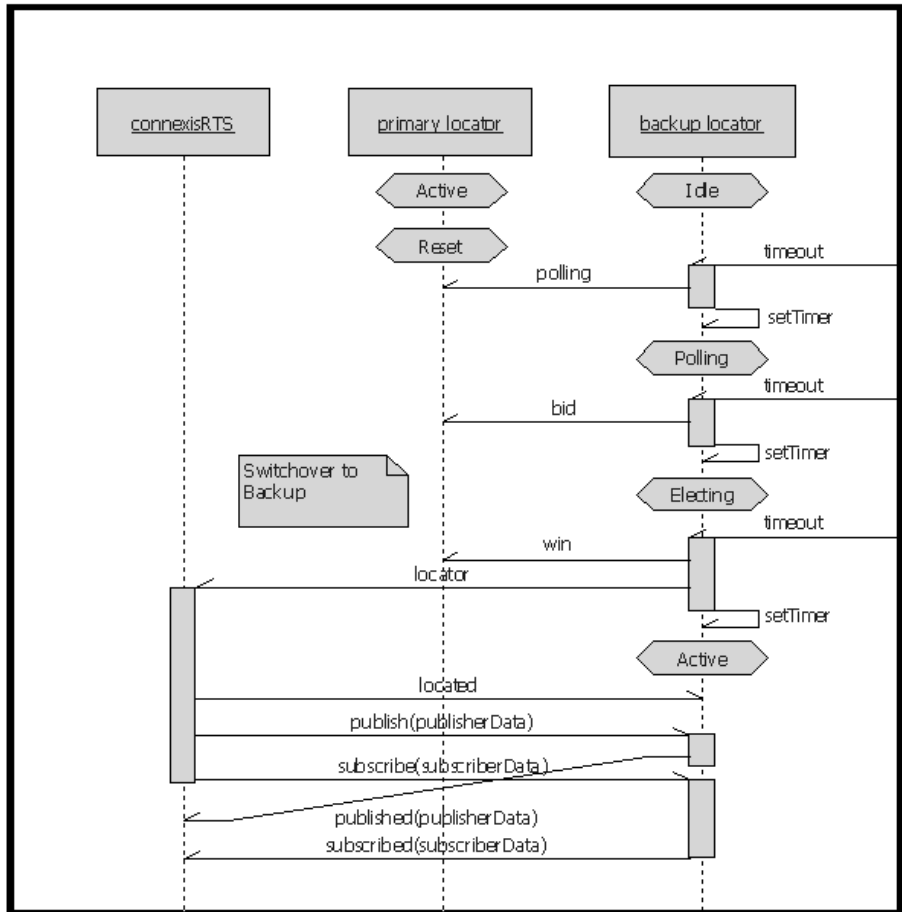 connexisRTS
primary locator
backup locator
Active
Idle
Reset
timeout
polling
setTimer
Polling
timeout
bid
setTimer
Switchover to
Backup
Electing
timeout
win
locator
setTimer
Active
located
publish(publisherData)
subscribe(subscriberData)
published(publisherData)
subscribed(subscriberData)